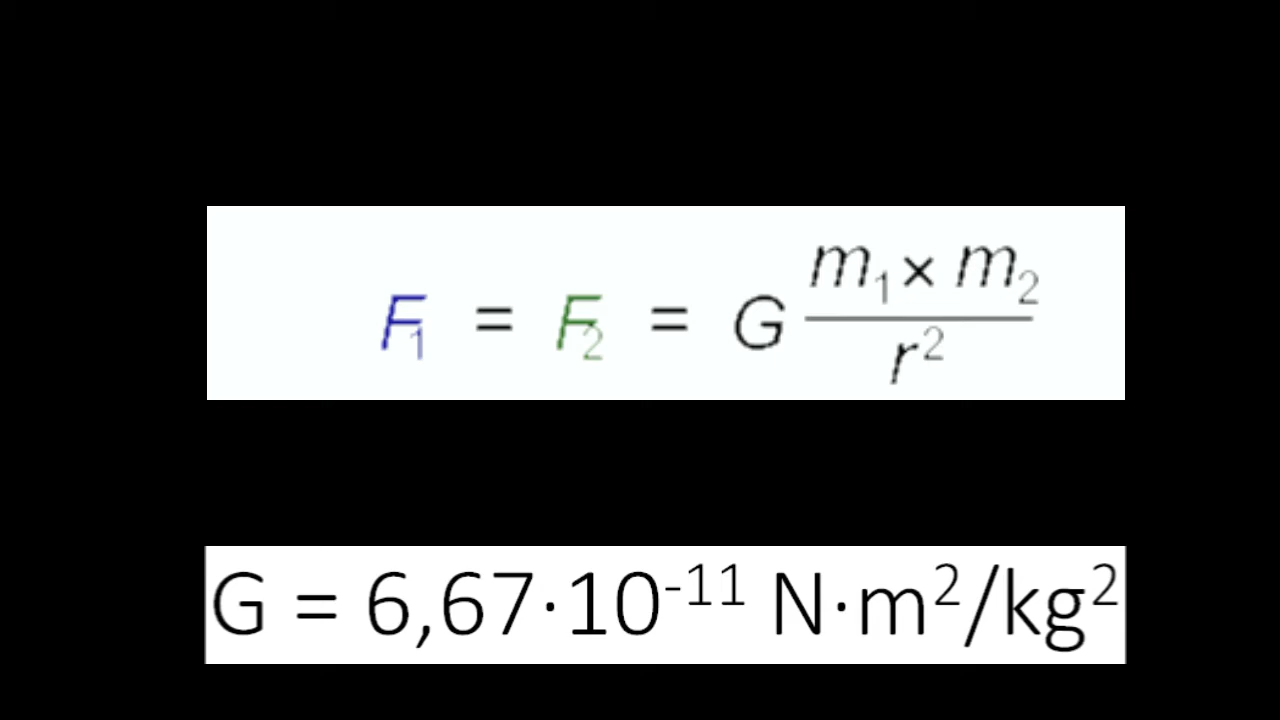 F₁ = F₂ = G (m₁ × m₂) / r²
G = 6,67·10⁻¹¹ N·m²/kg²